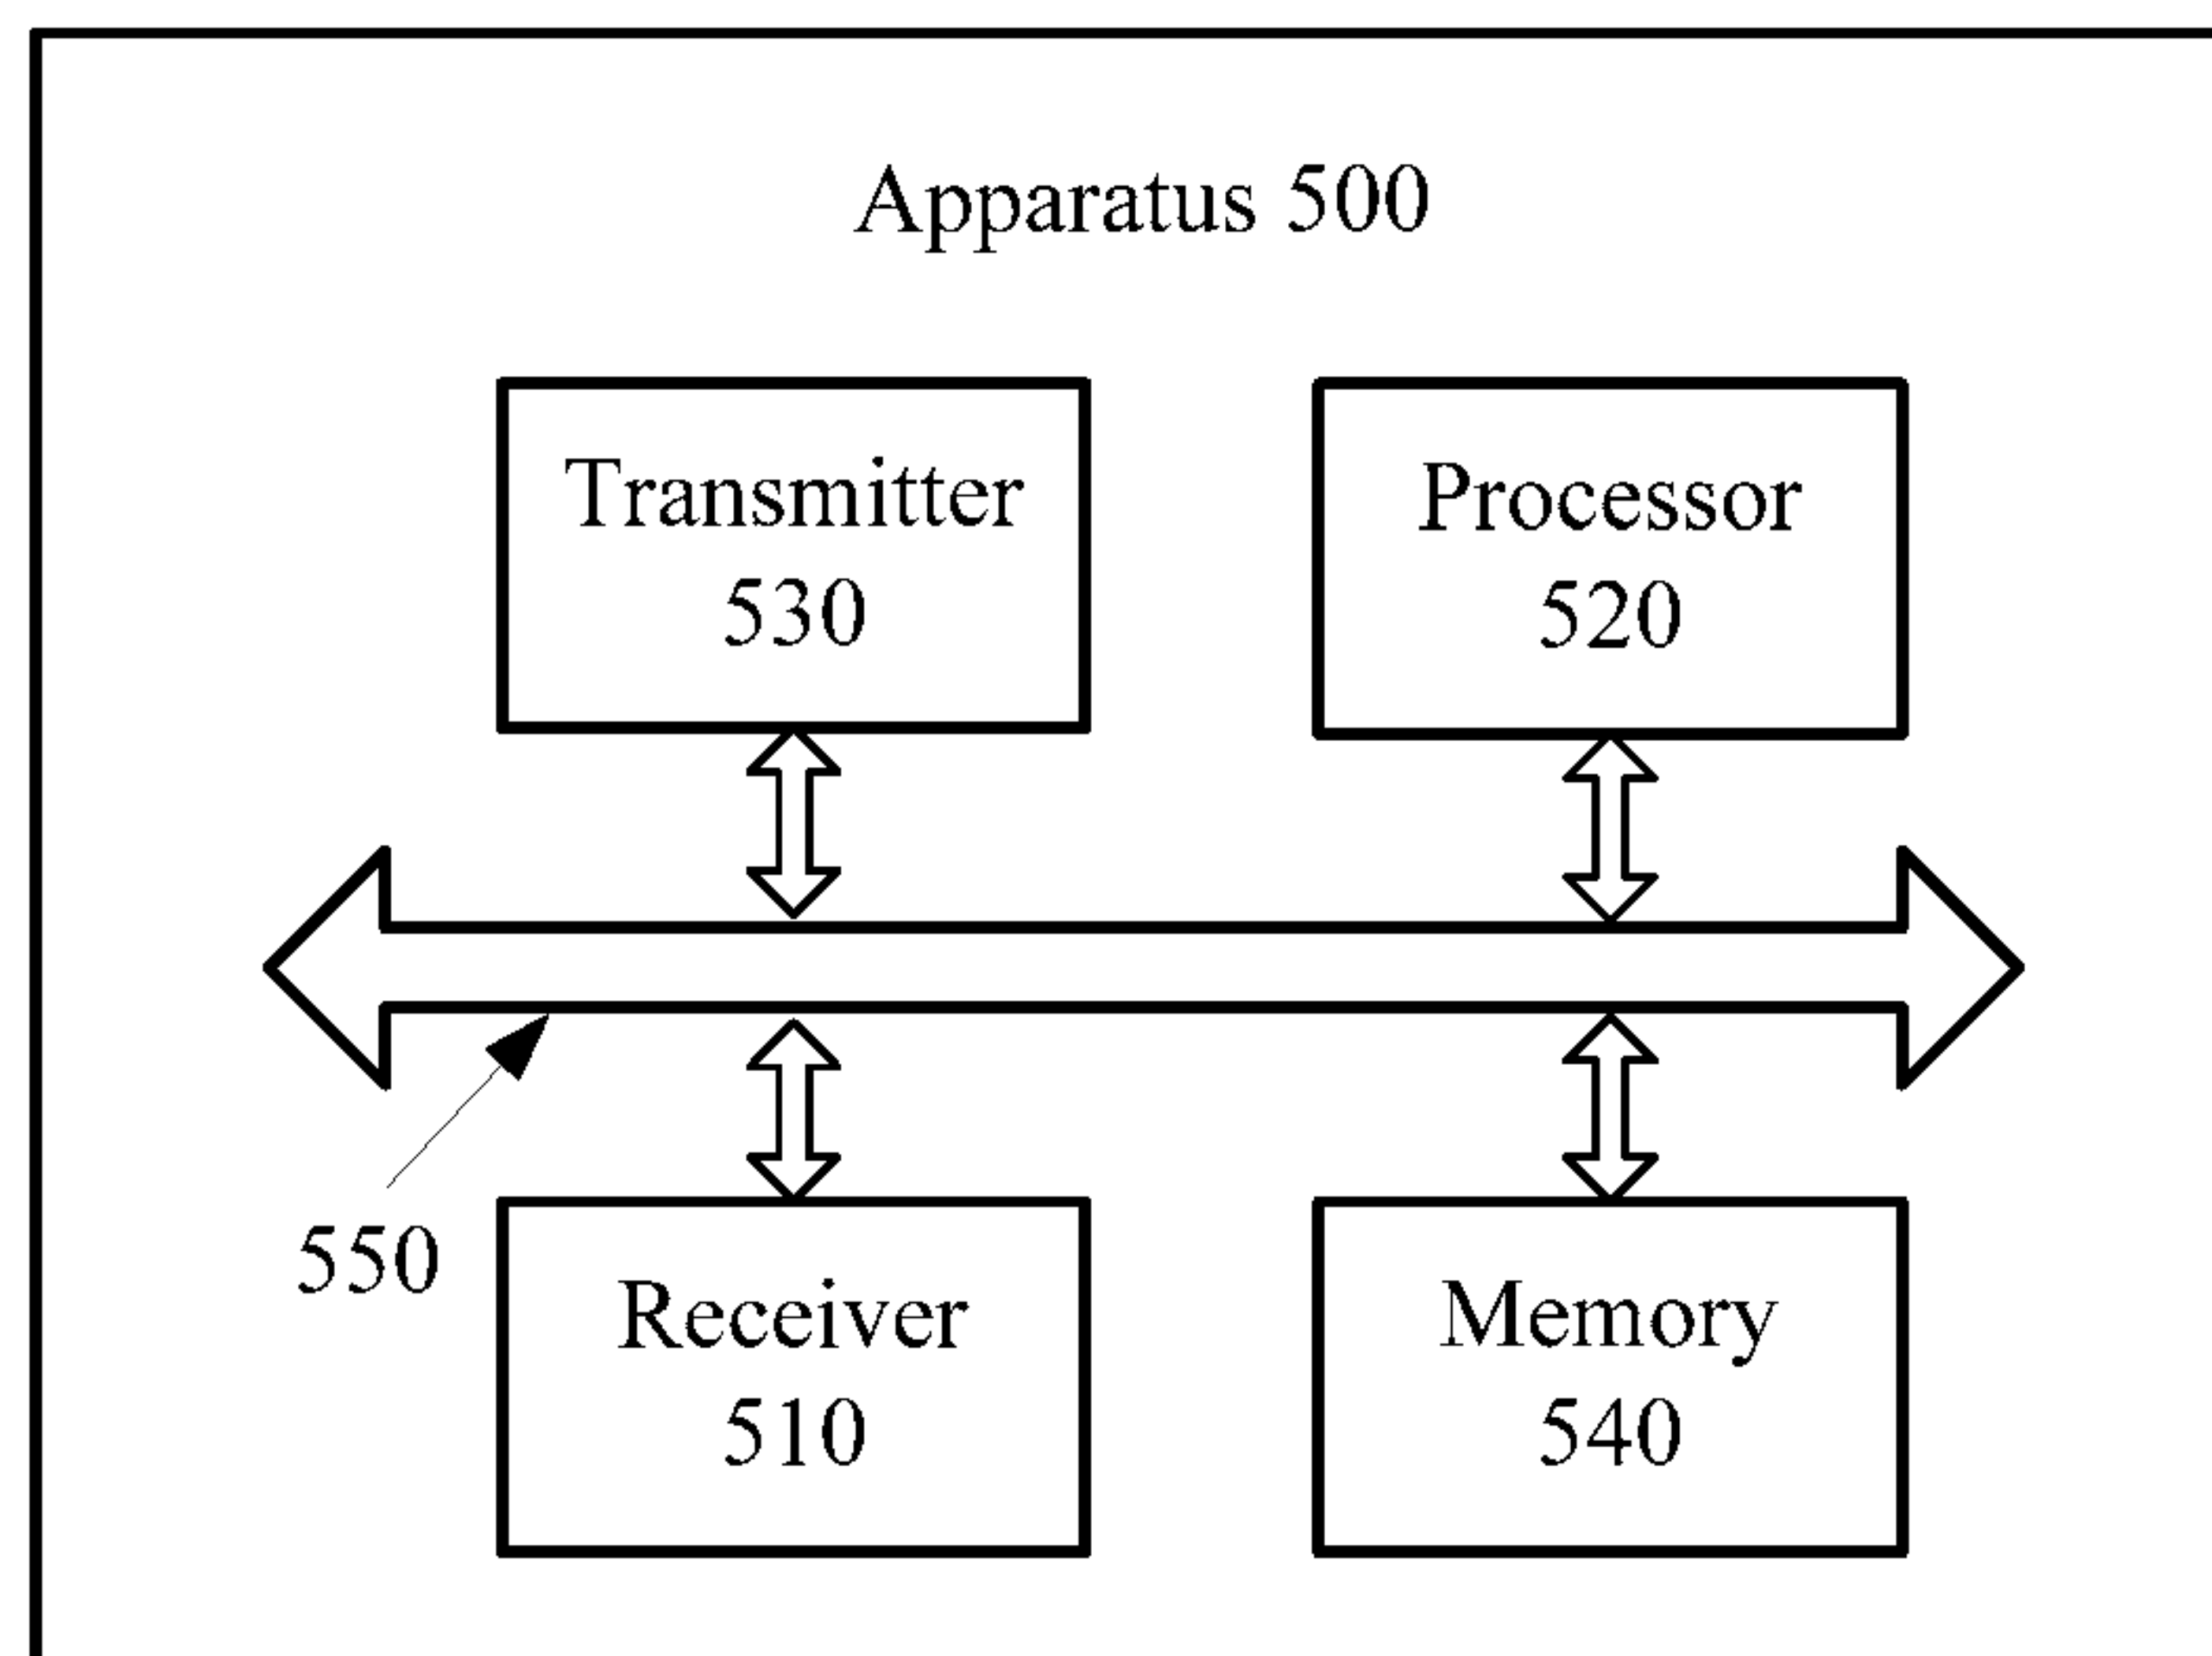 Apparatus 500
Transmitter
530
Processor
520
550
Receiver
510
Memory
540